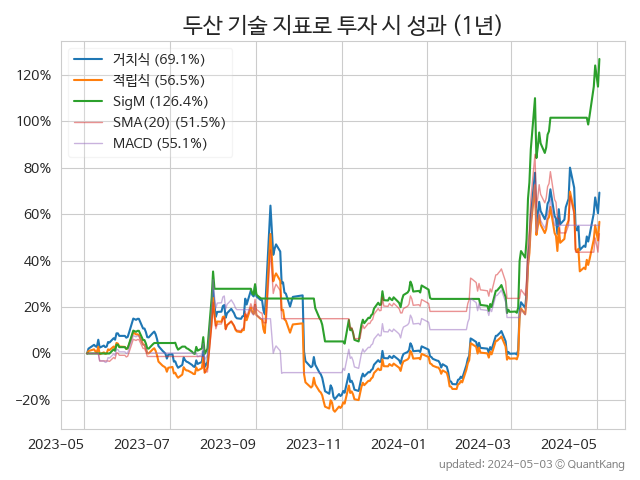 두산 기술 지표로 투자 시 성과 (1년)
거치식 (69.1%)
적립식 (56.5%)
SigM (126.4%)
SMA(20) (51.5%)
MACD (55.1%)
120%
100%
80%
60%
40%
20%
0%
−20%
2023-05 2023-07 2023-09 2023-11 2024-01 2024-03 2024-05
updated: 2024-05-03 ⓒ QuantKang